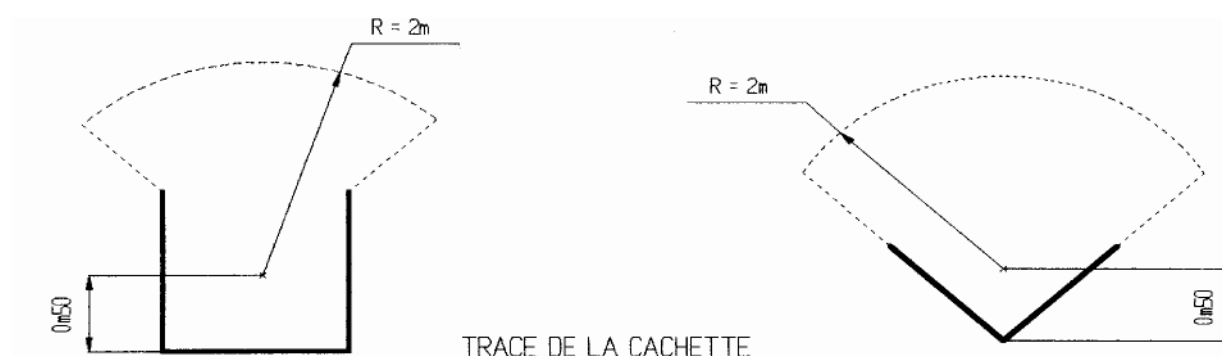 R = 2m
R = 2m
0m50
0m50
TRACE DE LA CACHETTE